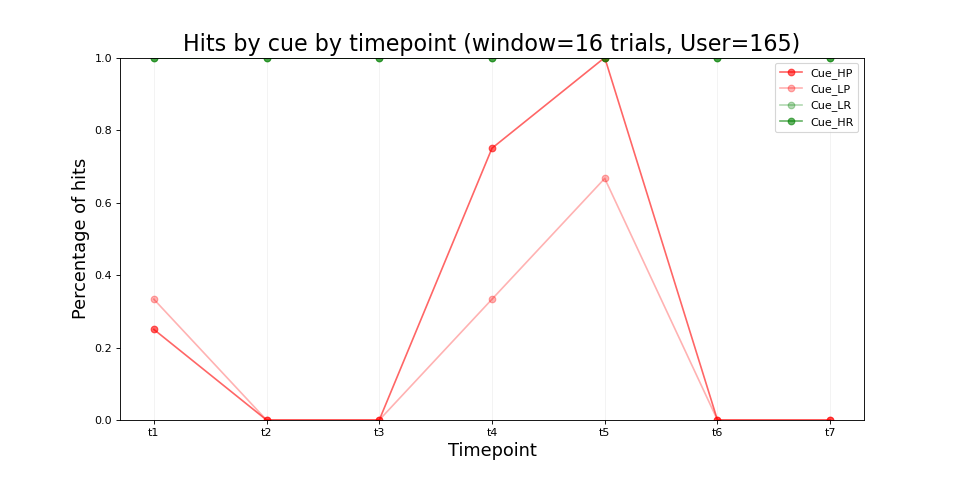 Hits by cue by timepoint (window=16 trials, User=165)
Percentage of hits
1.0
0.8
0.6
0.4
0.2
0.0
Cue_HP
Cue_LP
Cue_LR
Cue_HR
t1 t2 t3 t4 t5 t6 t7
Timepoint